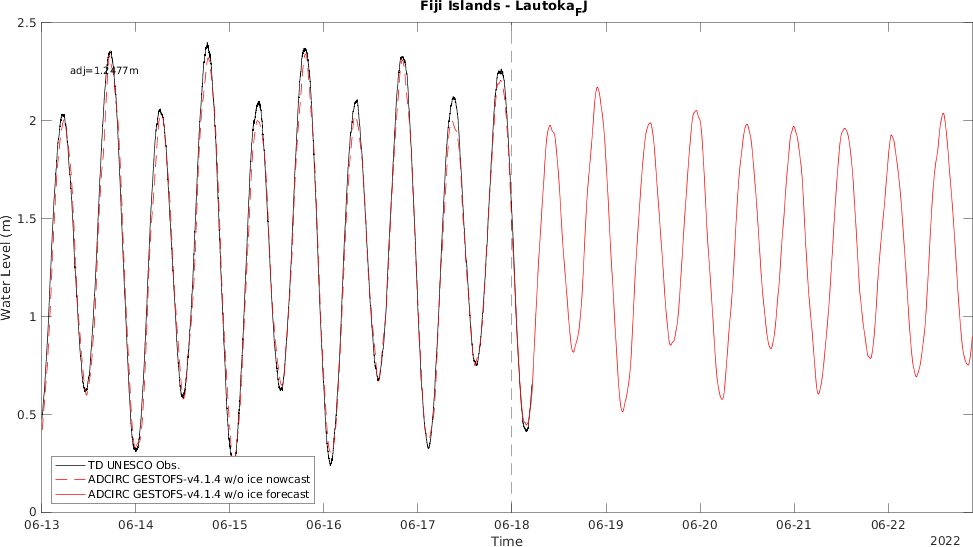 Fiji Islands - Lautoka_FJ
2.5
adj=1.2477m
2
1.5
Water Level (m)
1
0.5
TD UNESCO Obs.
ADCIRC GESTOFS-v4.1.4 w/o ice nowcast
ADCIRC GESTOFS-v4.1.4 w/o ice forecast
0
06-13 06-14 06-15 06-16 06-17 06-18 06-19 06-20 06-21 06-22
Time
2022